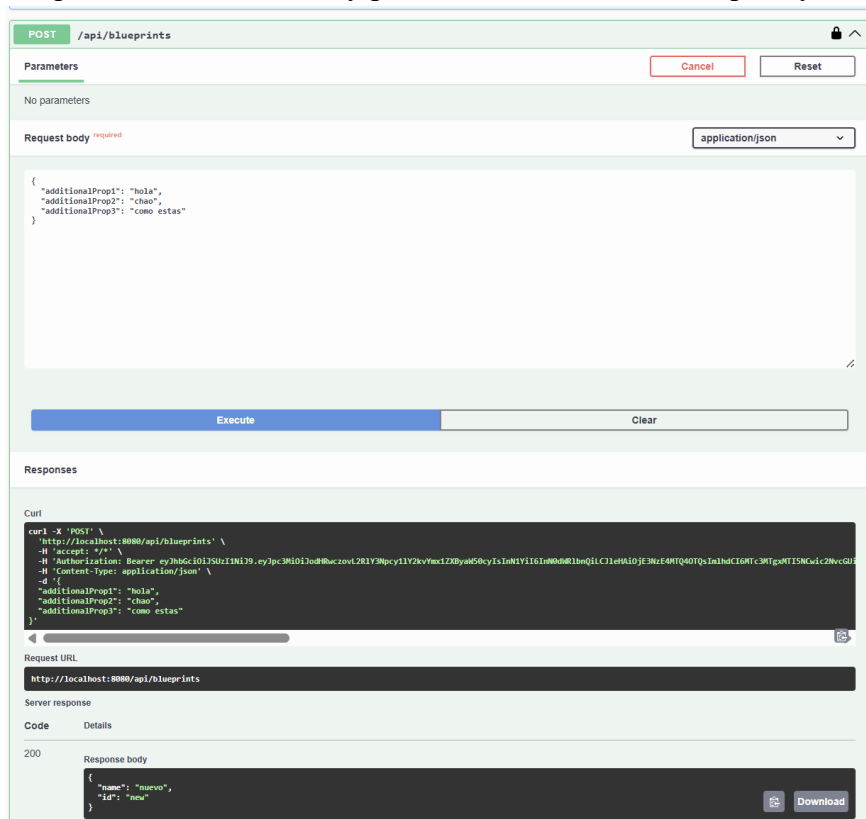 POST /api/blueprints
Parameters
Cancel Reset
No parameters
Request body required
application/json
{
"additionalProp1": "hola",
"additionalProp2": "chao",
"additionalProp3": "como estas"
}
Execute Clear
Responses
Curl
curl -X 'POST' \
'http://localhost:8080/api/blueprints' \
-H 'accept: */*' \
-H 'Authorization: Bearer
-H 'Content-Type: application/json' \
-d '{
"additionalProp1": "hola",
"additionalProp2": "chao",
"additionalProp3": "como estas"
}'
Request URL
http://localhost:8080/api/blueprints
Server response
Code Details
200
Response body
{
"name": "nuevo",
"id": "new"
}
Download